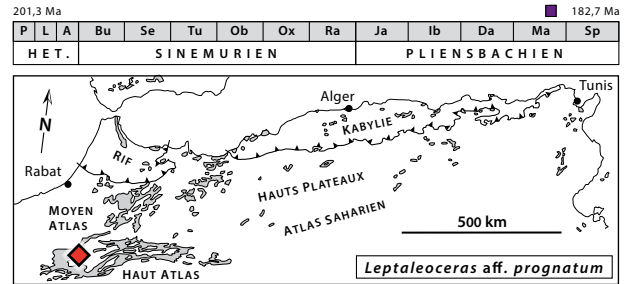 201,3 Ma 182,7 Ma
P L A Bu Se Tu Ob Ox Ra Ja Ib Da Ma Sp
HET. SINEMURIEN PLIENSBACHIEN
Tunis
Alger
KABYLIE
N
RIF
Rabat
HAUTS PLATEAUX
MOYEN
ATLAS
ATLAS SAHARIEN
500 km
HAUT ATLAS
Leptaleoceras aff. prognatum